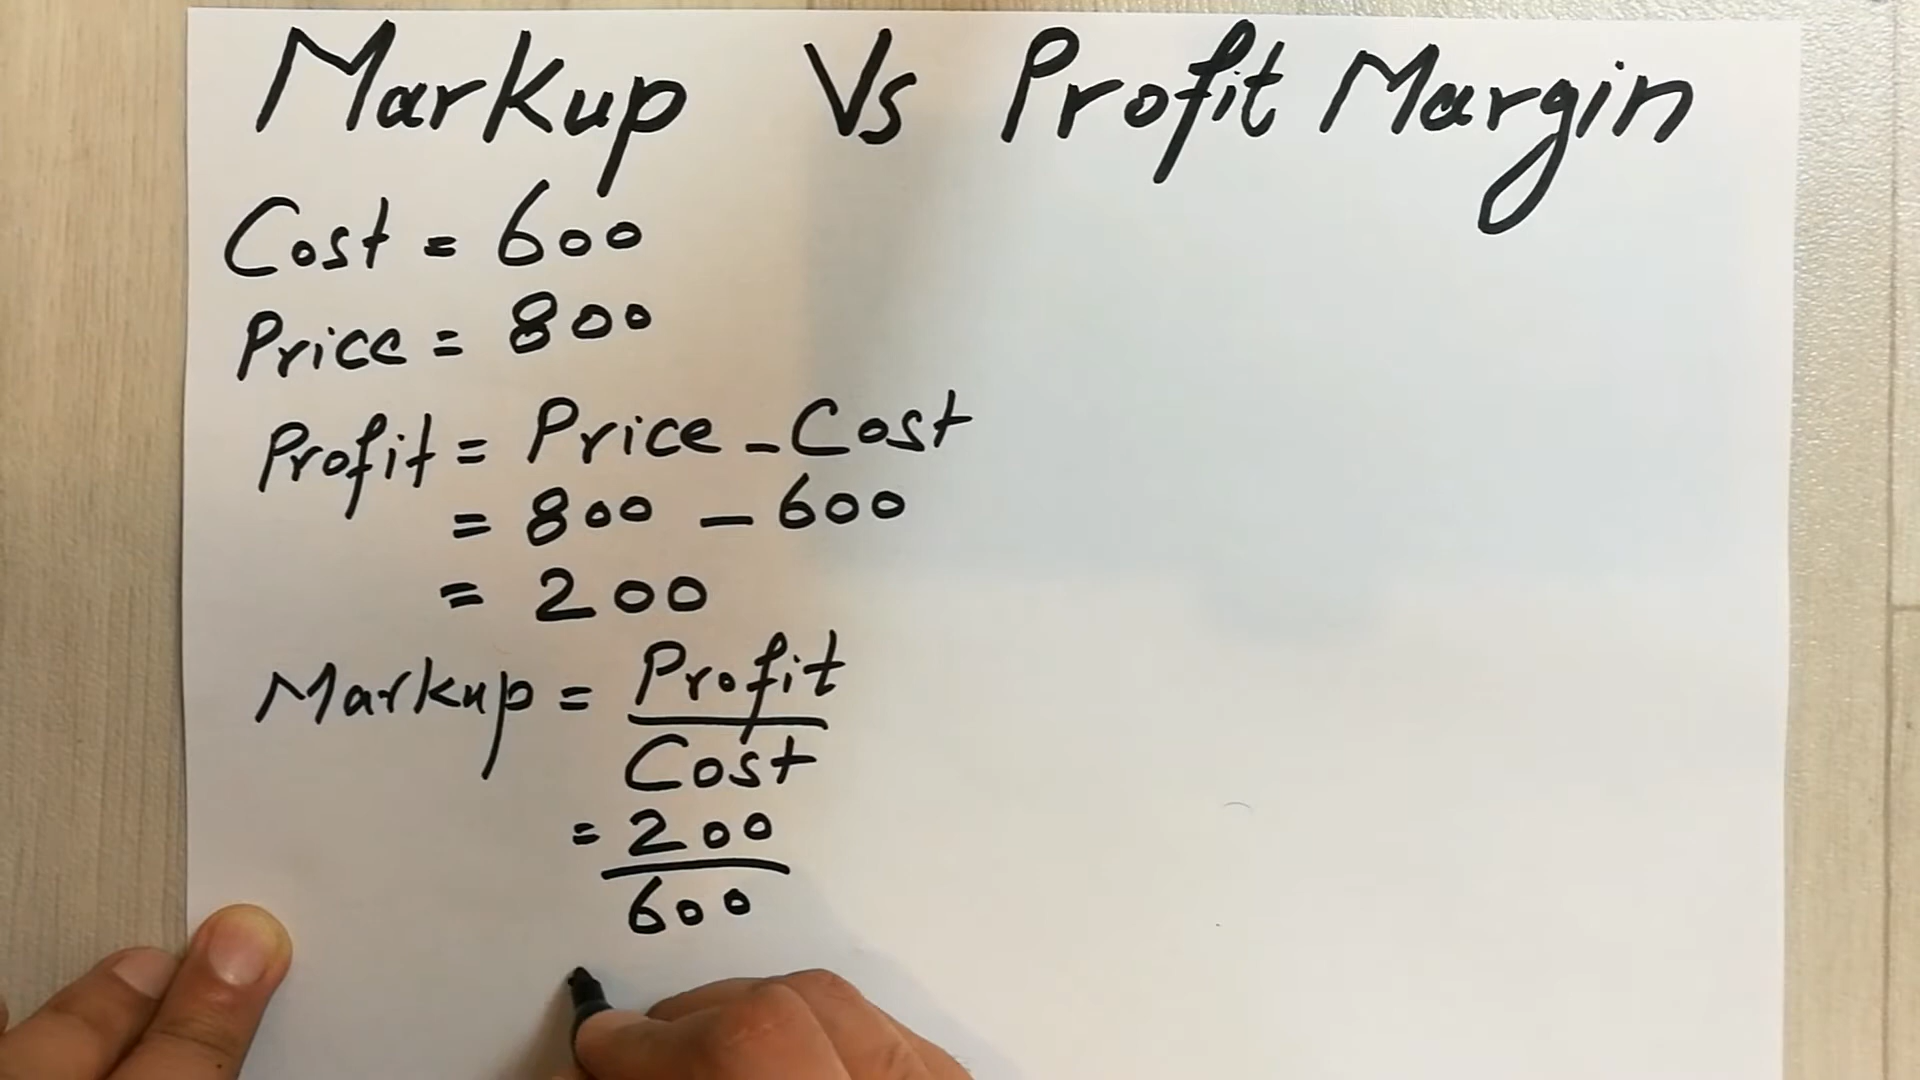 Markup Vs Profit Margin
Cost = 600
Price = 800
Profit = Price - Cost
= 800 - 600
= 200
Markup = Profit
Cost
= 200
600